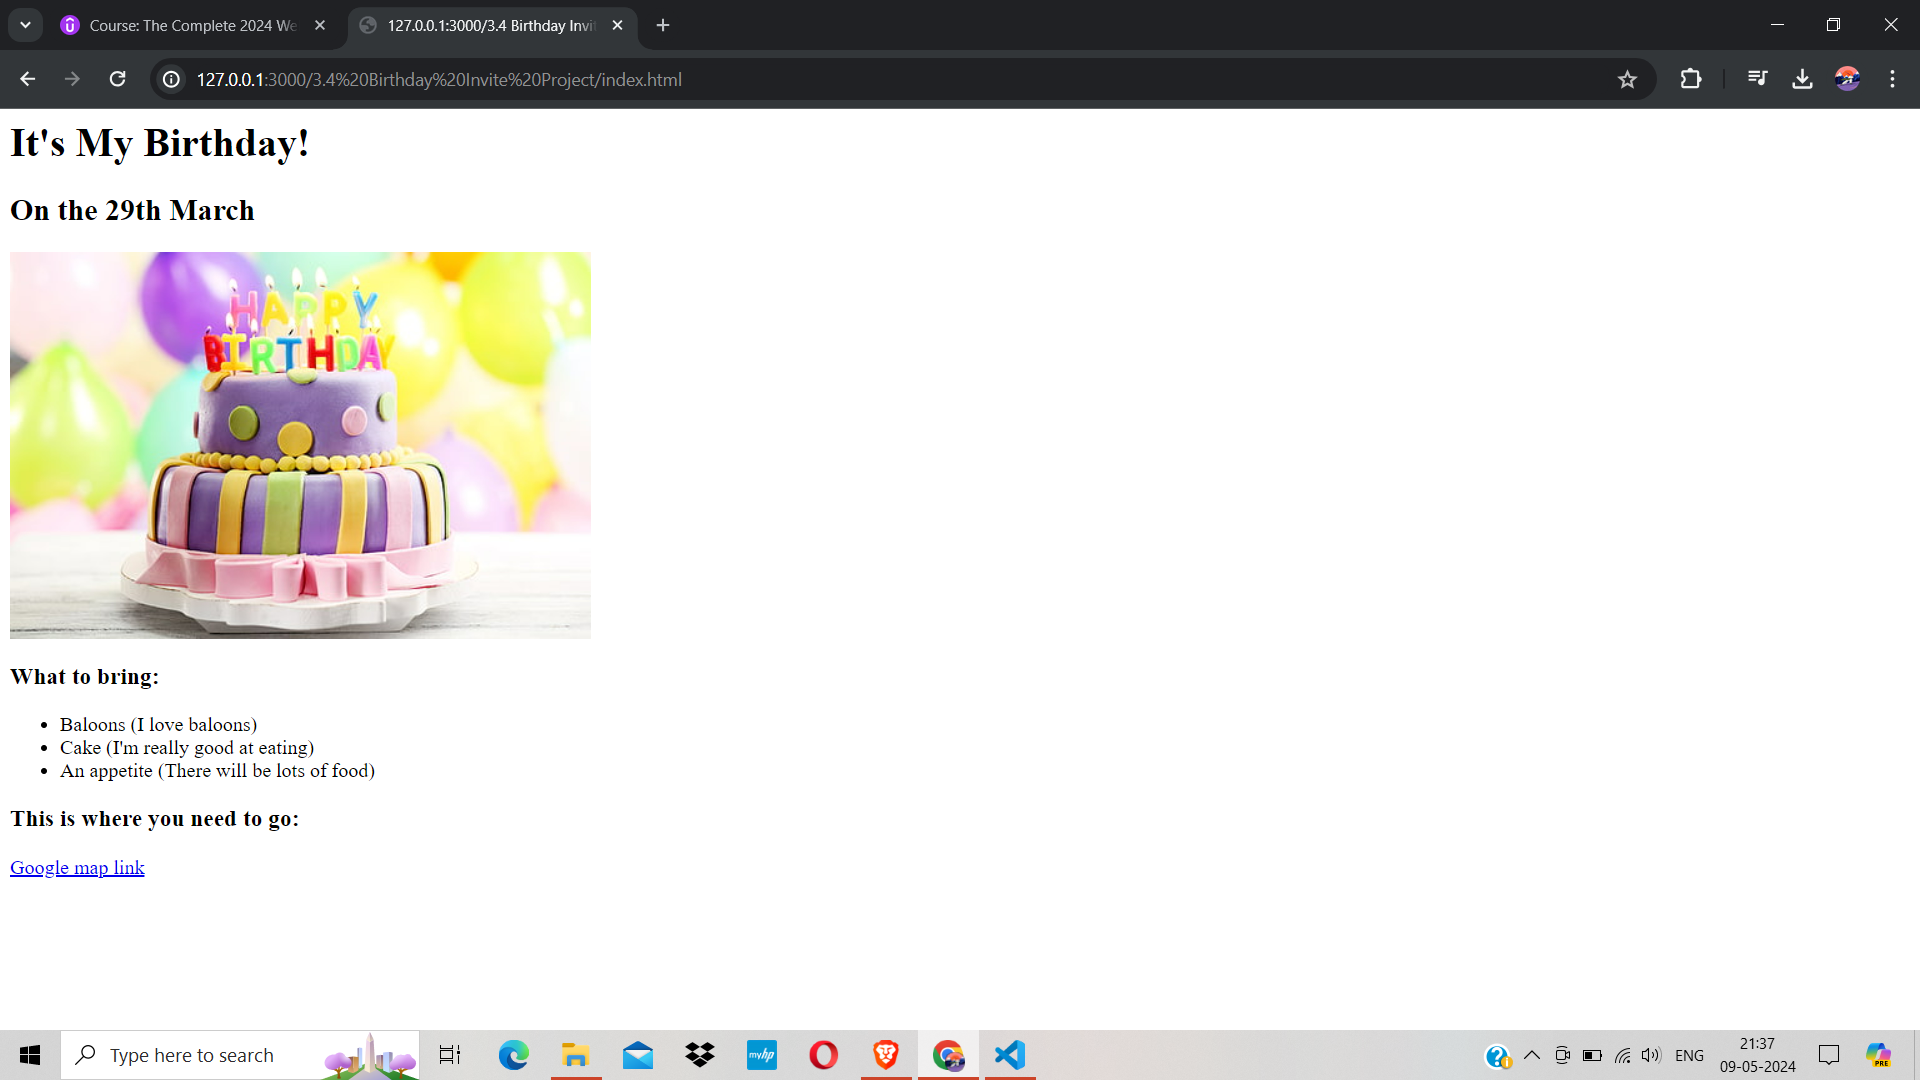 Course: The Complete 2024 We
127.0.0.1:3000/3.4 Birthday Invi
127.0.0.1:3000/3.4%20Birthday%20Invite%20Project/index.html
It's My Birthday!
On the 29th March
HAPPY
BIRTHDAY
What to bring:
Baloons (I love baloons)
Cake (I'm really good at eating)
An appetite (There will be lots of food)
This is where you need to go:
Google map link
Type here to search
myhp
ENG
21:37
09-05-2024
PRE